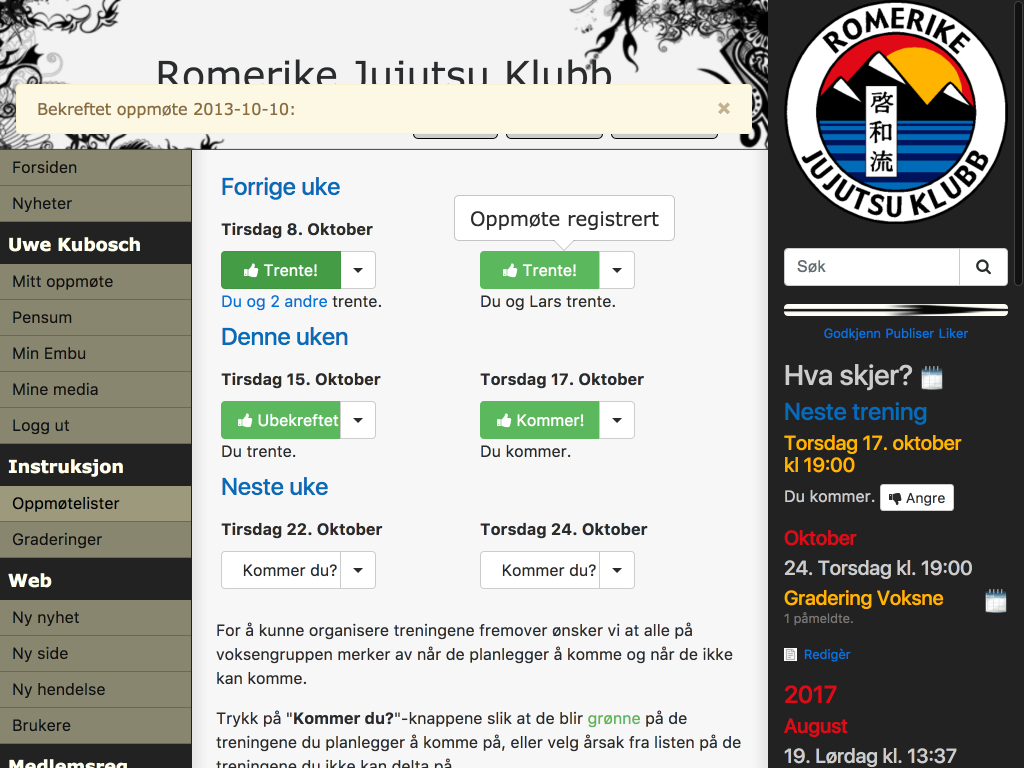 Romerike Jujutsu Klubb
Bekreftet oppmøte 2013-10-10:
×
Forsiden
Nyheter
Uwe Kubosch
Mitt oppmøte
Pensum
Min Embu
Mine media
Logg ut
Instruksjon
Oppmøtelister
Graderinger
Web
Ny nyhet
Ny side
Ny hendelse
Brukere
Medlemsreg
Forrige uke
Oppmøte registrert
Tirsdag 8. Oktober
Trente!
Trente!
Du og 2 andre trente.
Du og Lars trente.
Denne uken
Tirsdag 15. Oktober
Torsdag 17. Oktober
Ubekreftet
Kommer!
Du trente.
Du kommer.
Neste uke
Tirsdag 22. Oktober
Torsdag 24. Oktober
Kommer du?
Kommer du?
For å kunne organisere treningene fremover ønsker vi at alle på
voksengruppen merker av når de planlegger å komme og når de ikke
kan komme.
Trykk på "Kommer du?"-knappene slik at de blir grønne på de
treningene du planlegger å komme på, eller velg årsak fra listen på de
treningene du ikke kan delta på.
ROMERIKE
啓和流
JUJUTSU KLUBB
Søk
Godkjenn Publiser Liker
Hva skjer?
Neste trening
Torsdag 17. oktober
kl 19:00
Du kommer. Angre
Oktober
24. Torsdag kl. 19:00
Gradering Voksne
1 påmeldte.
Redigèr
2017
August
19. Lørdag kl. 13:37